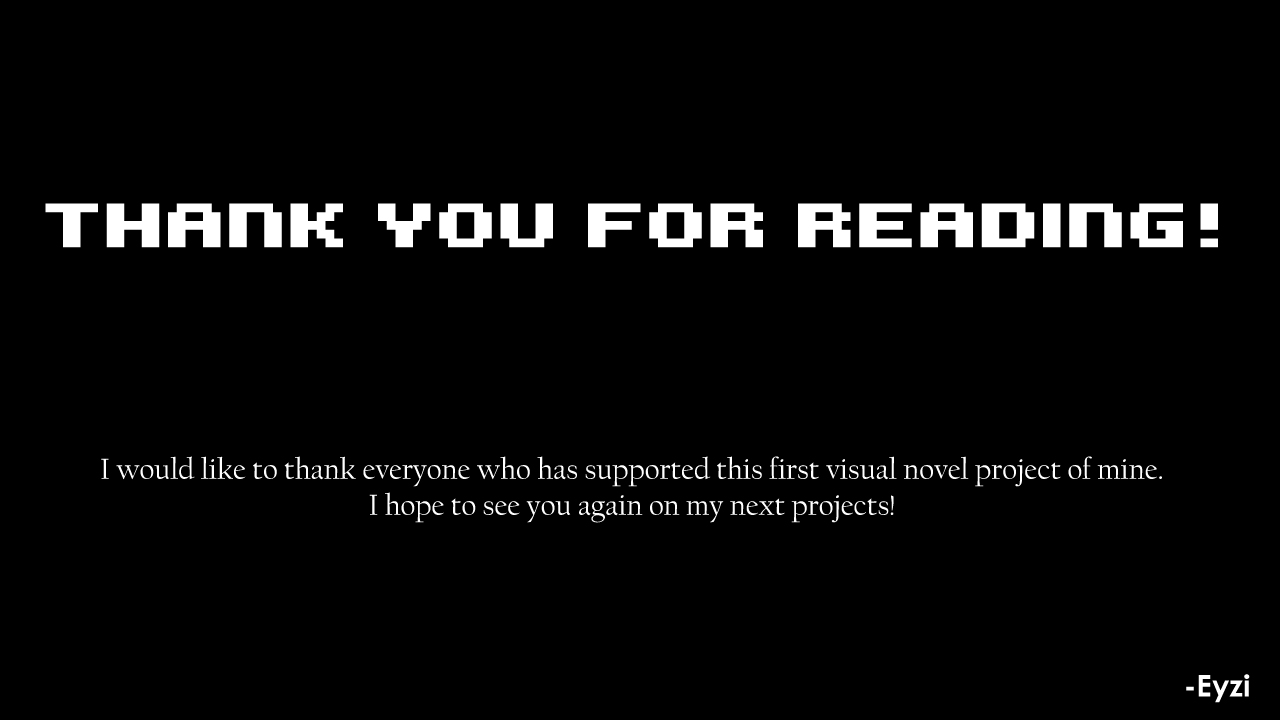 THANK YOU FOR READING!
I would like to thank everyone who has supported this first visual novel project of mine.
I hope to see you again on my next projects!
-Eyzi